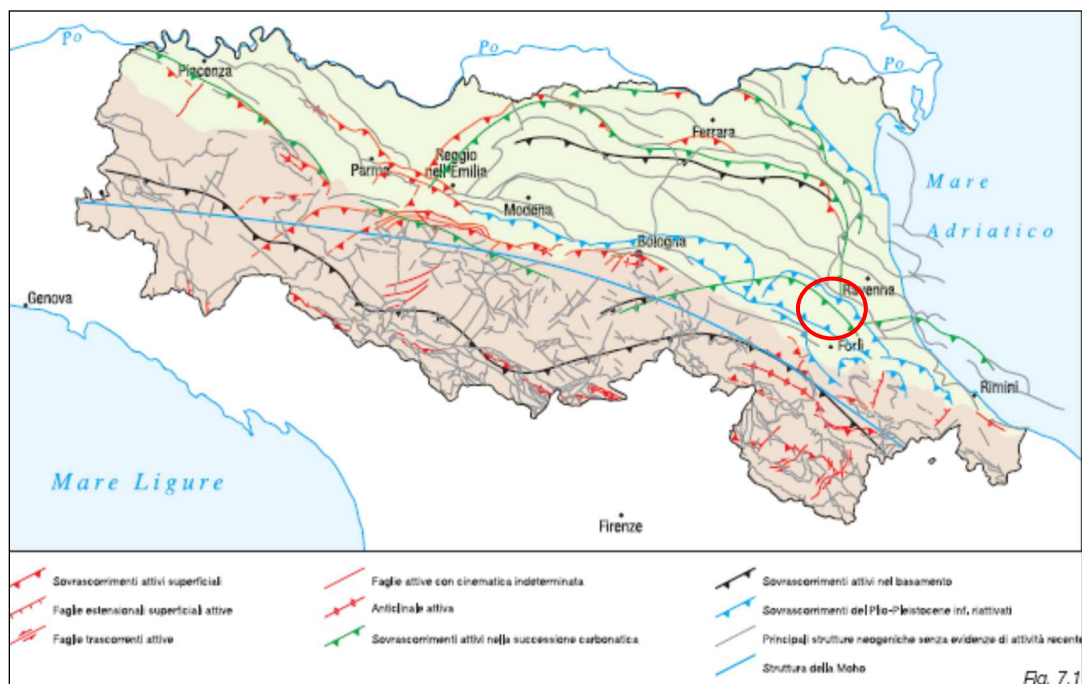 Po
Po
Po
Piacenza
Ferrara
Reggio
nell'Emilia
Parma
Modena
Mare
Adriatico
Bologna
Genova
Ravenna
Forlì
Rimini
Mare Ligure
Firenze
Sovrascorrimenti attivi superficiali
Faglie estensionali superficiali attive
Faglie trascorrenti attive
Faglie attive con cinematica indeterminata
Anticlinale attiva
Sovrascorrimenti attivi nella successione carbonatica
Sovrascorrimenti attivi nel basamento
Sovrascorrimenti del Plio-Pleistocene inf. riattivati
Principali strutture neogeniche senza evidenze di attività recente
Struttura della Moho
Fig. 7.1